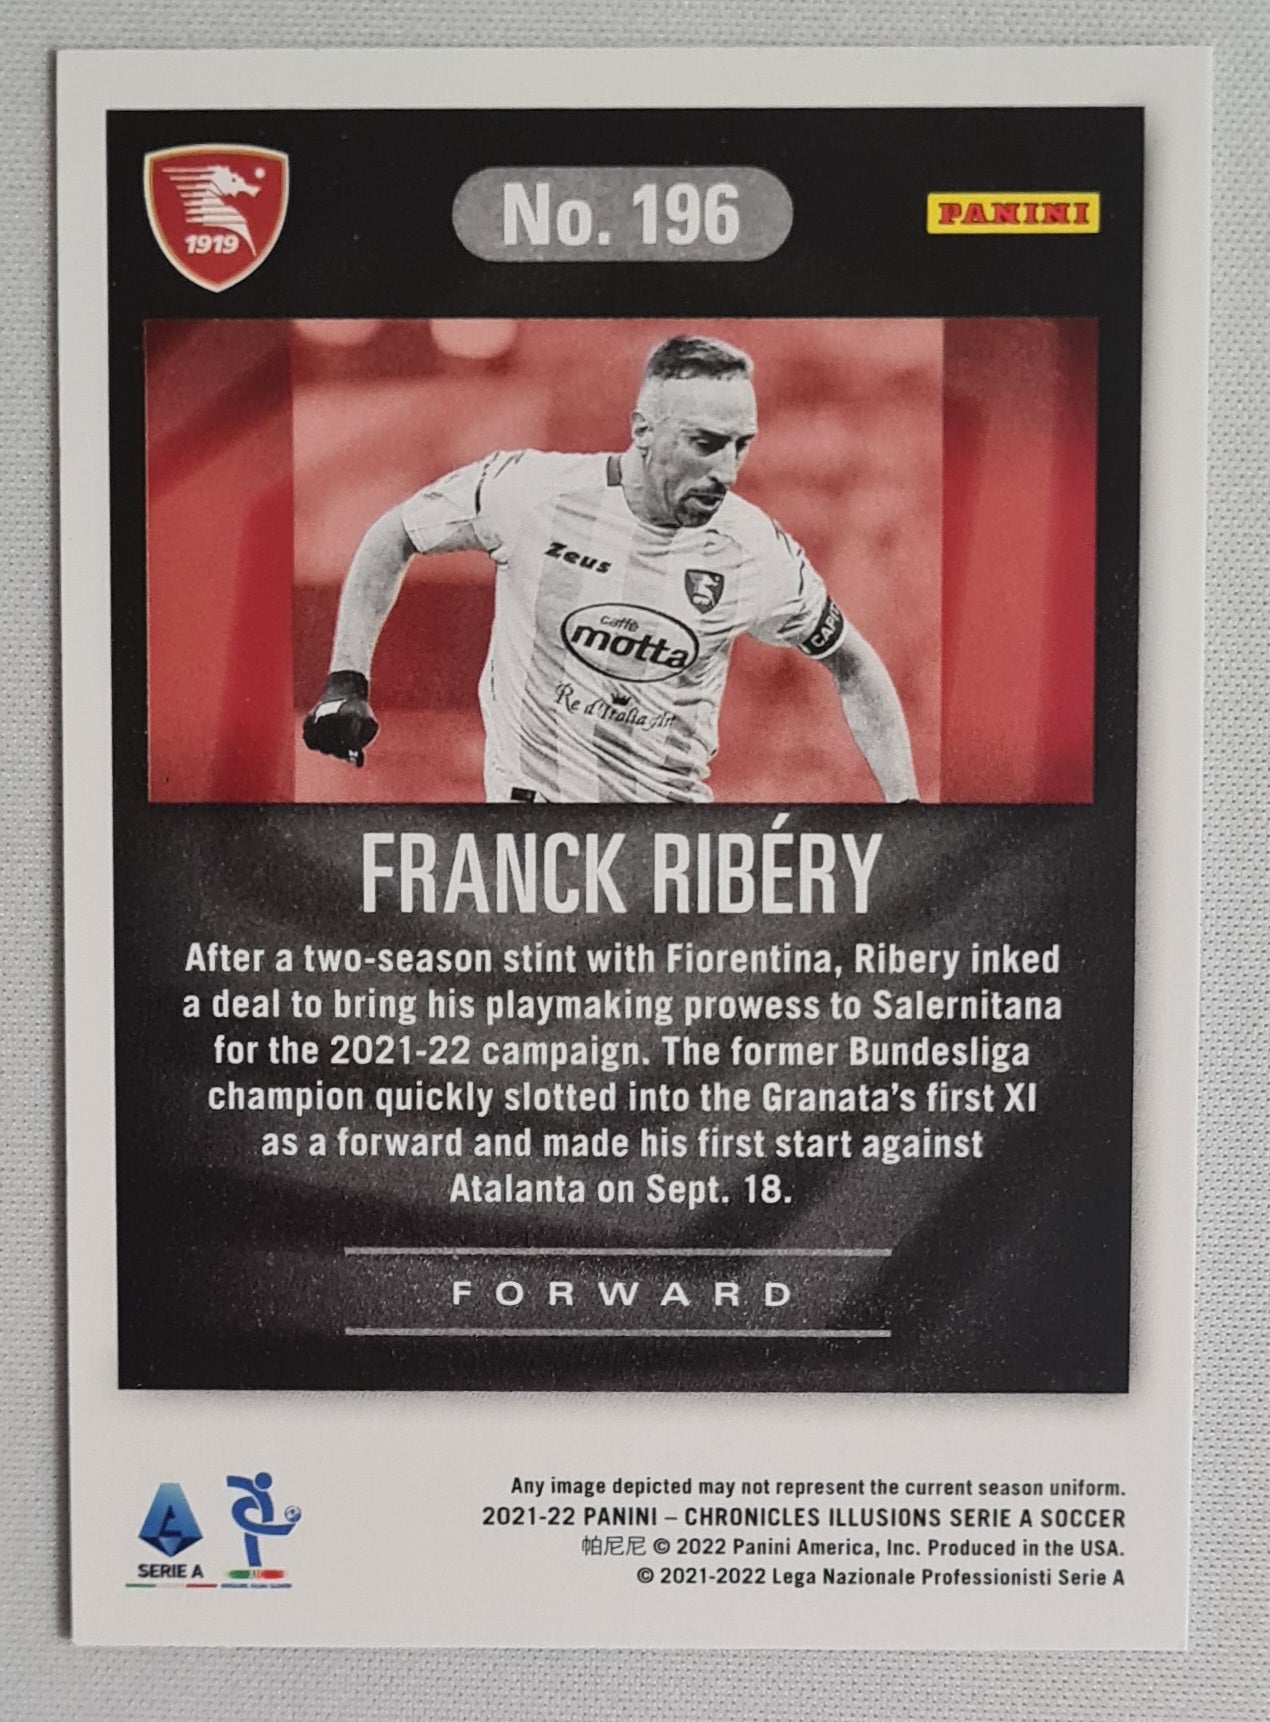 1919
No. 196
PANINI
Zeus
caffè
motta
Re d'Italia Art
FRANCK RIBÉRY
After a two-season stint with Fiorentina, Ribery inked
a deal to bring his playmaking prowess to Salernitana
for the 2021-22 campaign. The former Bundesliga
champion quickly slotted into the Granata's first XI
as a forward and made his first start against
Atalanta on Sept. 18.
FORWARD
SERIE A
Any image depicted may not represent the current season uniform.
2021-22 PANINI – CHRONICLES ILLUSIONS SERIE A SOCCER
帕尼尼 © 2022 Panini America, Inc. Produced in the USA.
© 2021-2022 Lega Nazionale Professionisti Serie A